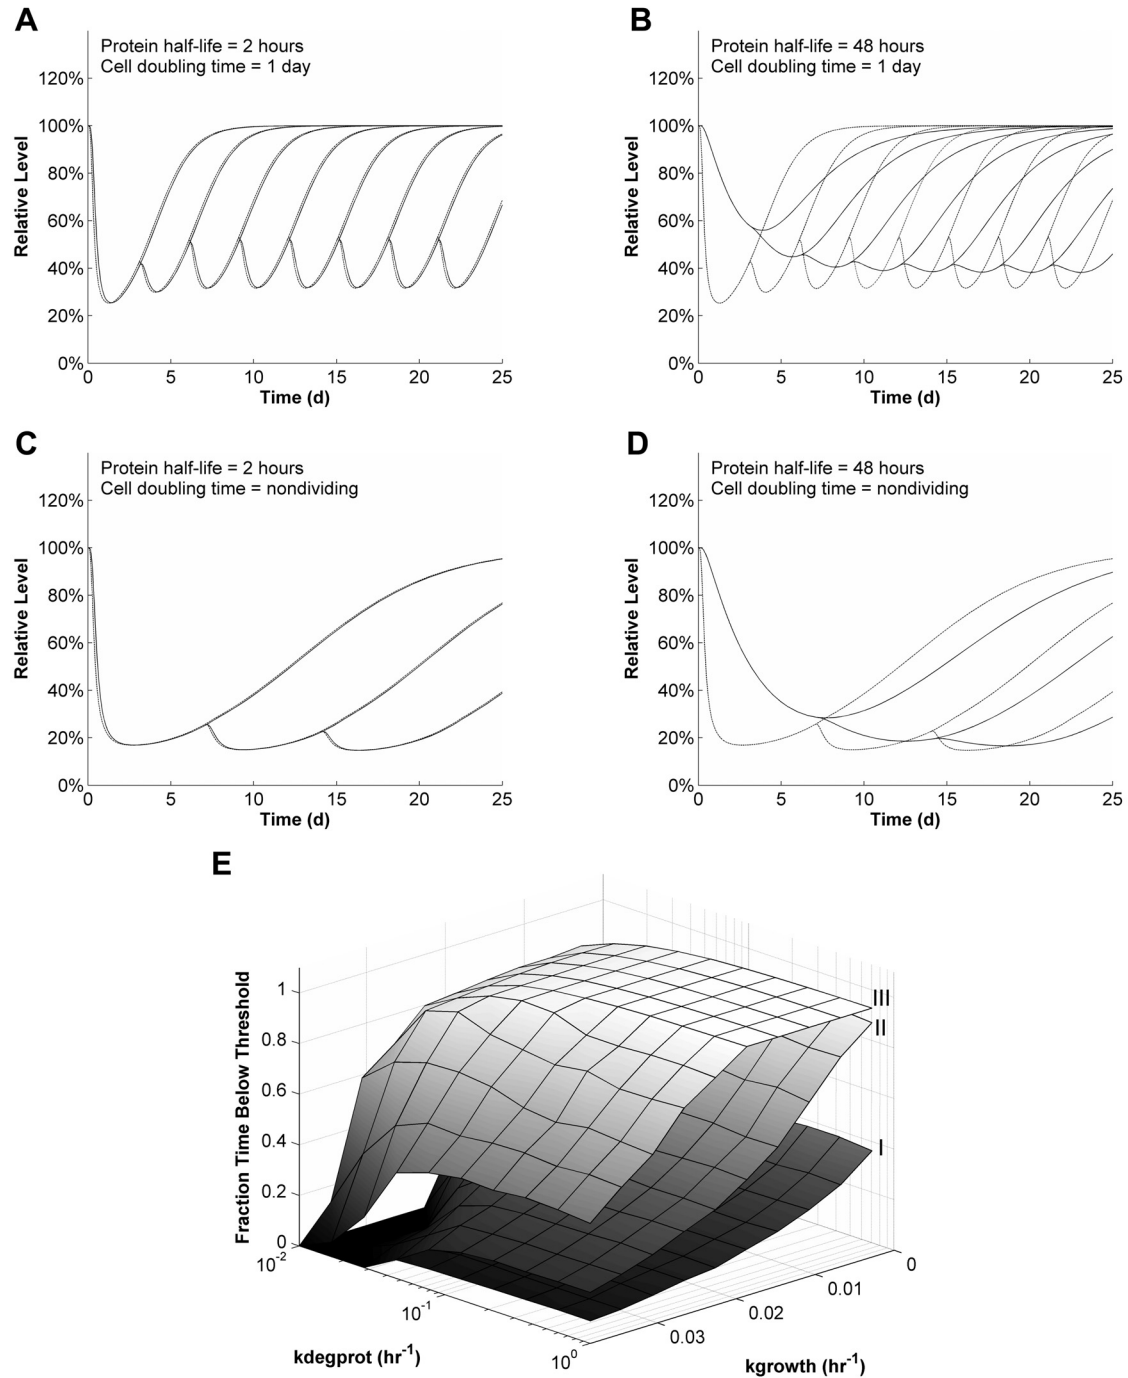 A
Protein half-life = 2 hours
Cell doubling time = 1 day
120%
100%
80%
60%
40%
20%
0%
0 5 10 15 20 25
Relative Level
Time (d)
B
Protein half-life = 48 hours
Cell doubling time = 1 day
120%
100%
80%
60%
40%
20%
0%
0 5 10 15 20 25
Relative Level
Time (d)
C
Protein half-life = 2 hours
Cell doubling time = nondividing
120%
100%
80%
60%
40%
20%
0%
0 5 10 15 20 25
Relative Level
Time (d)
D
Protein half-life = 48 hours
Cell doubling time = nondividing
120%
100%
80%
60%
40%
20%
0%
0 5 10 15 20 25
Relative Level
Time (d)
E
Fraction Time Below Threshold
1
0.8
0.6
0.4
0.2
0
III
II
I
10^-2
10^-1
10^0
kdegprot (hr^-1)
0
0.01
0.02
0.03
kgrowth (hr^-1)